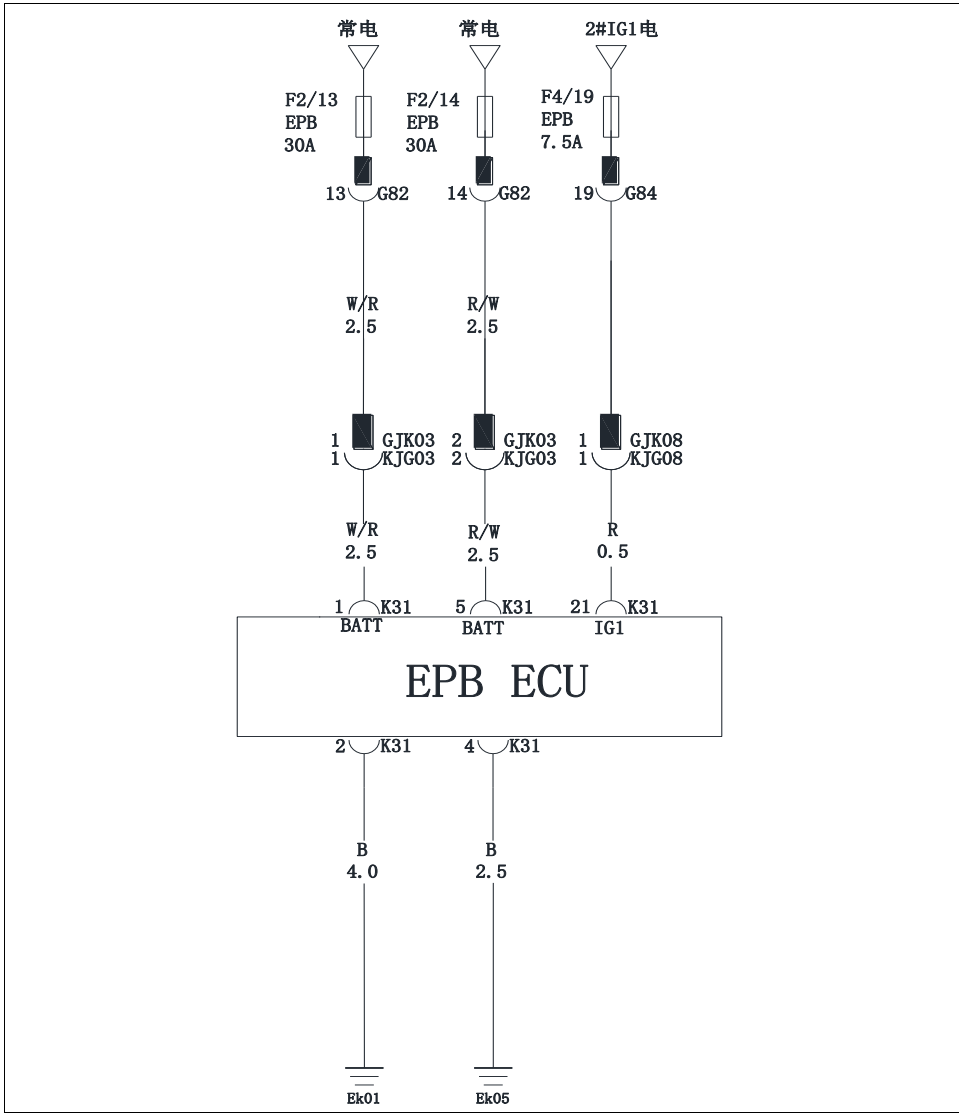 常电 常电 2#IG1电
F2/13 F2/14 F4/19
EPB EPB EPB
30A 30A 7.5A
13 G82 14 G82 19 G84
W/R R/W
2.5 2.5
1 GJK03 2 GJK03 1 GJK08
1 KJG03 2 KJG03 1 KJG08
W/R R/W R
2.5 2.5 0.5
1 K31 5 K31 21 K31
BATT BATT IG1
EPB ECU
2 K31 4 K31
B B
4.0 2.5
Ek01 Ek05